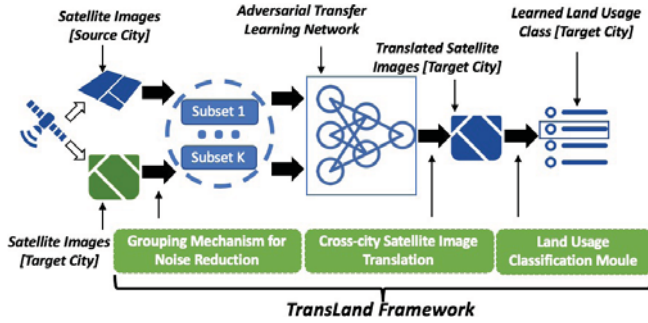 Satellite Images
[Source City]
Adversarial Transfer
Learning Network
Translated Satellite
Images [Target City]
Learned Land Usage
Class [Target City]
Subset 1
Subset K
Satellite Images
[Target City]
Grouping Mechanism for
Noise Reduction
Cross-city Satellite Image
Translation
Land Usage
Classification Moule
TransLand Framework